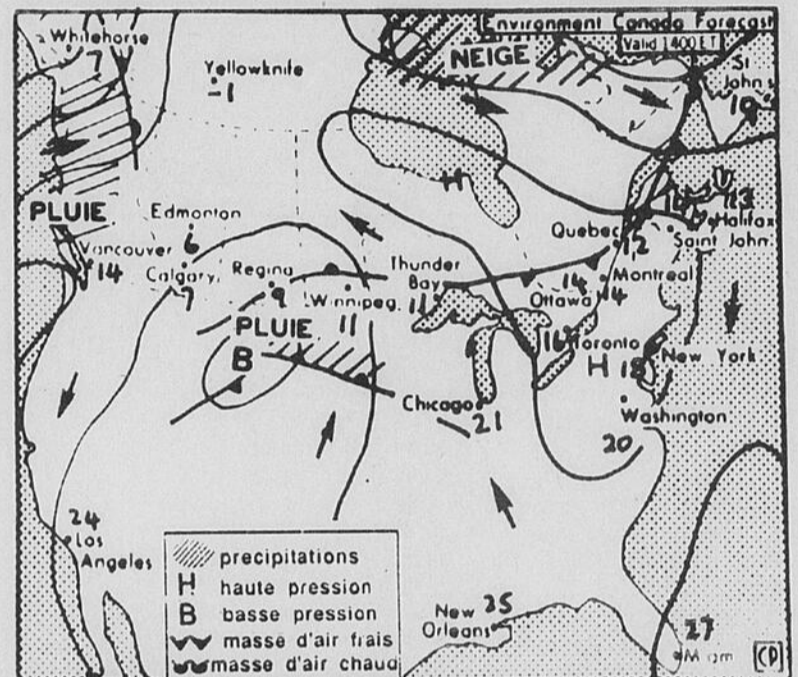 Environment Canada Forecast
Valid 1400 ET
Whitehorse
7
Yellowknife
-1
NEIGE
St
John's
19
PLUIE
Edmonton
6
Vancouver
14
Calgary
7
Regina
9
Winnipeg
11
Thunder
Bay
11
Quebec
12
13
Halifax
Saint John
Montreal
14
Ottawa
14
H
PLUIE
B
16
Toronto
H
18
New York
Chicago
21
Washington
20
24
Los
Angeles
New
Orleans
27
precipitations
H haute pression
B basse pression
masse d'air frais
masse d'air chaud
CP